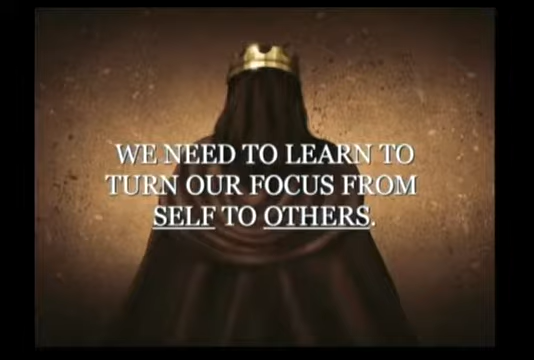 WE NEED TO LEARN TO
TURN OUR FOCUS FROM
SELF TO OTHERS.